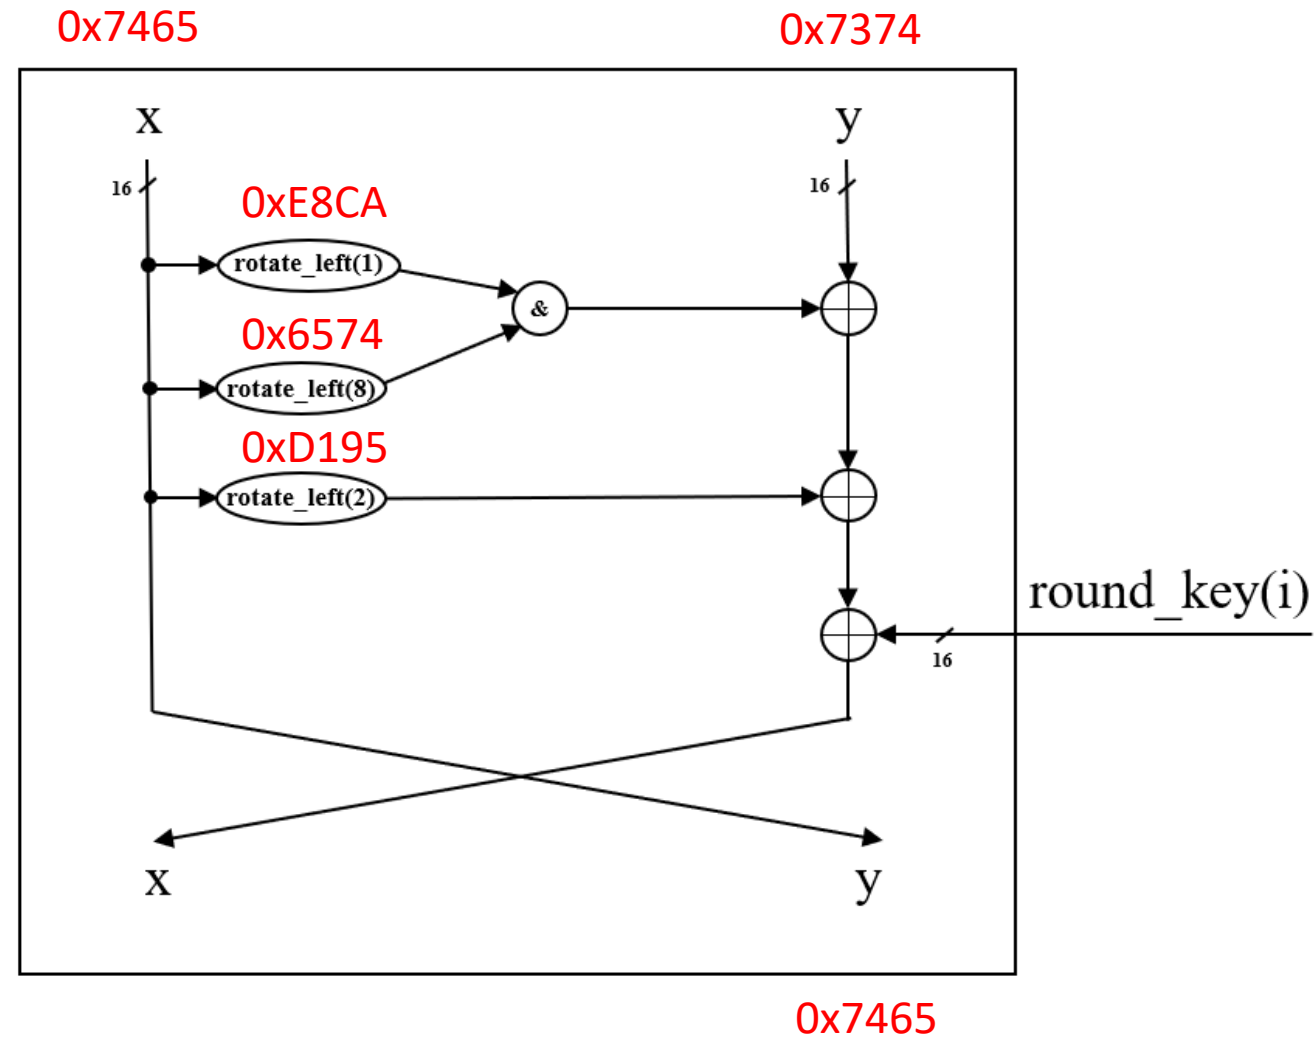 0x7465
0x7374
x
y
16
16
0xE8CA
rotate_left(1)
&
0x6574
rotate_left(8)
0xD195
rotate_left(2)
round_key(i)
16
x
y
0x7465